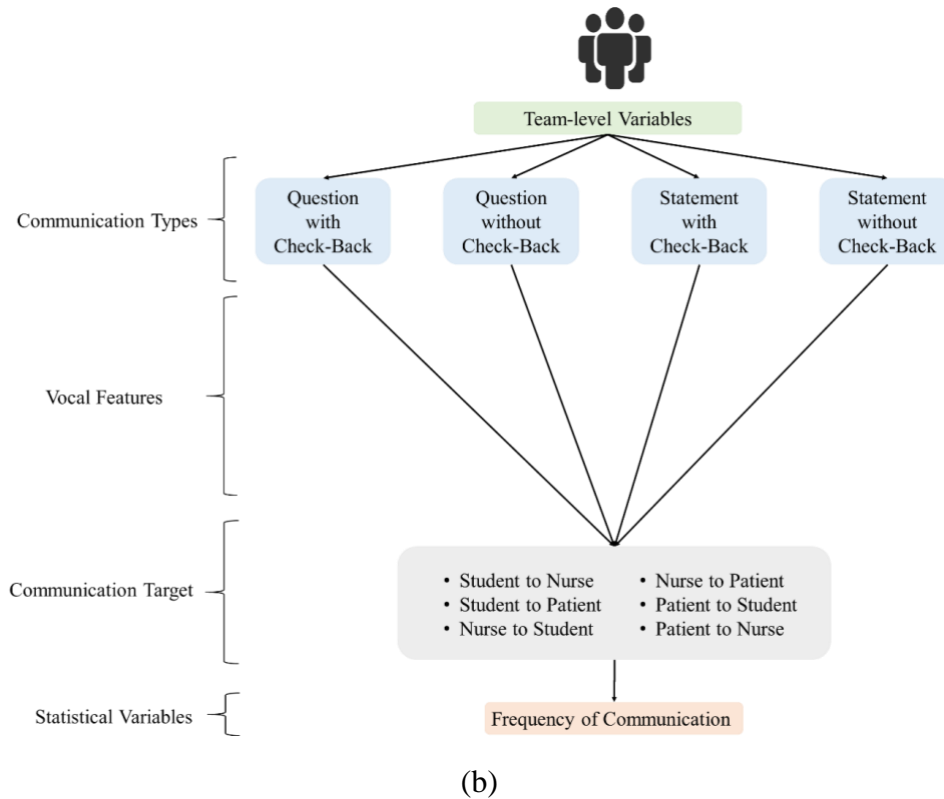 Team-level Variables
Communication Types
Question
with
Check-Back
Question
without
Check-Back
Statement
with
Check-Back
Statement
without
Check-Back
Vocal Features
Communication Target
• Student to Nurse
• Student to Patient
• Nurse to Student
• Nurse to Patient
• Patient to Student
• Patient to Nurse
Statistical Variables
Frequency of Communication
(b)